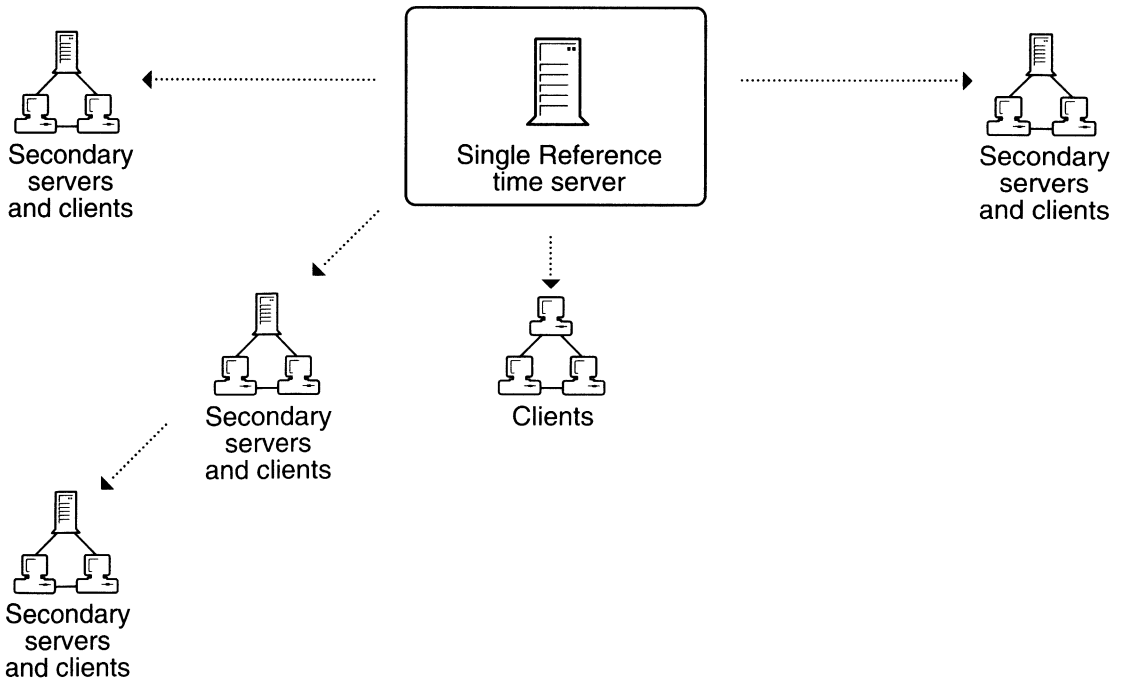 Single Reference
time server
Secondary
servers
and clients
Secondary
servers
and clients
Secondary
servers
and clients
Clients
Secondary
servers
and clients